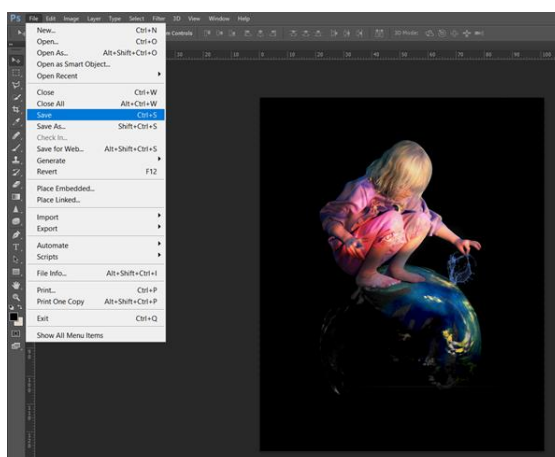 Ps File Edit Image Layer Type Select Filter 3D View Window Help
Controls 3D Mode:
New... Ctrl+N
Open... Ctrl+O
Open As... Alt+Shift+Ctrl+O
Open as Smart Object...
Open Recent
Close Ctrl+W
Close All Alt+Ctrl+W
Save Ctrl+S
Save As... Shift+Ctrl+S
Check In...
Save for Web... Alt+Shift+Ctrl+S
Generate
Revert F12
Place Embedded...
Place Linked...
Import
Export
Automate
Scripts
File Info... Alt+Shift+Ctrl+I
Print... Ctrl+P
Print One Copy Alt+Shift+Ctrl+P
Exit Ctrl+Q
Show All Menu Items